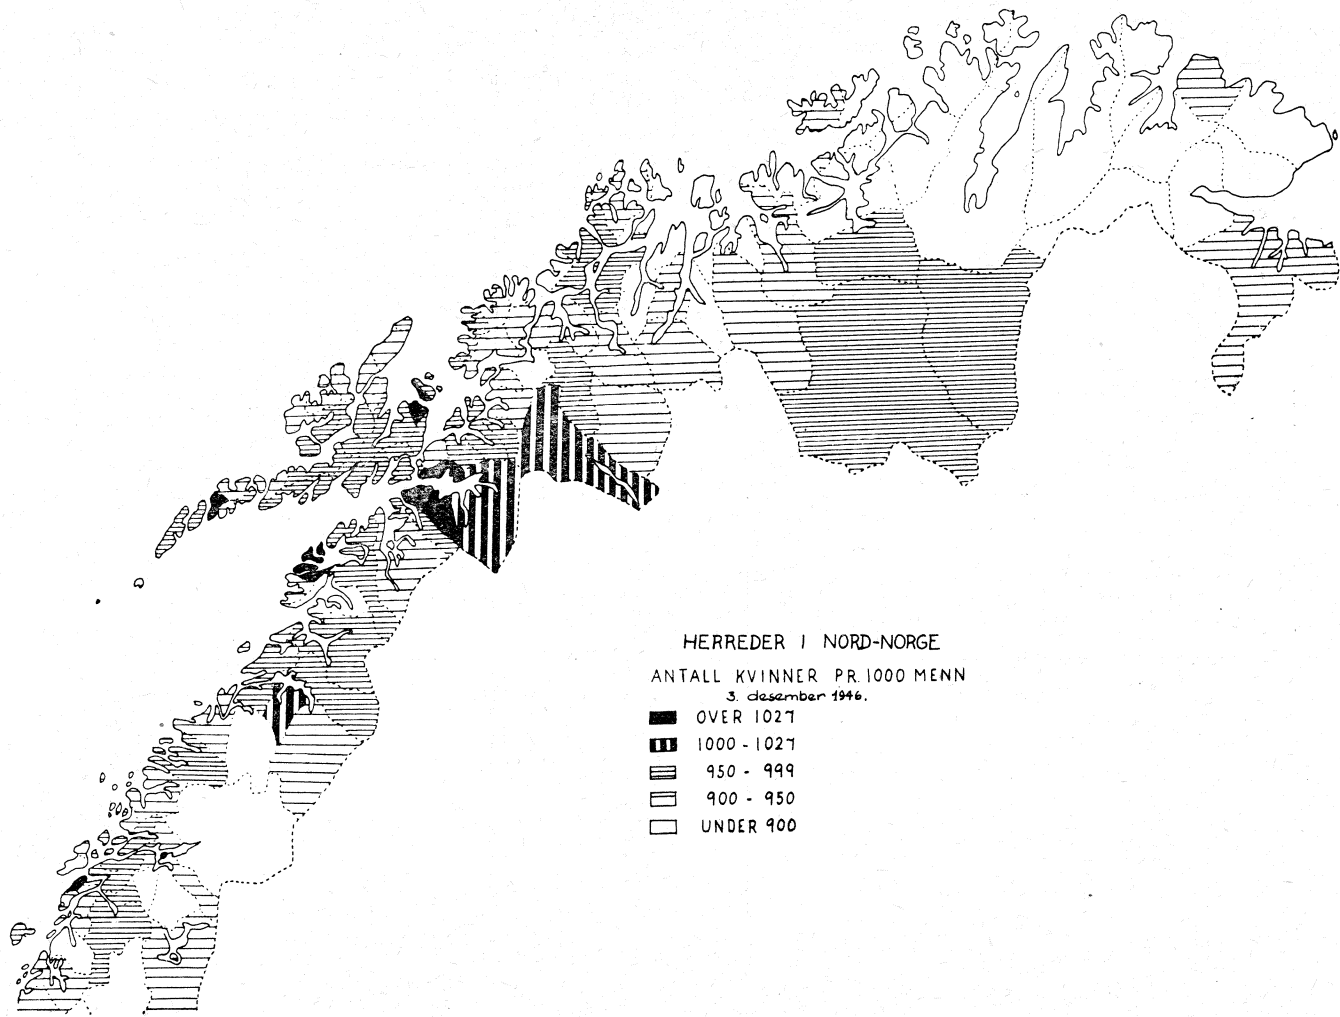 HERREDER I NORD-NORGE
ANTALL KVINNER PR. 1000 MENN
3. desember 1946.
OVER 1027
1000 - 1027
950 - 999
900 - 950
UNDER 900